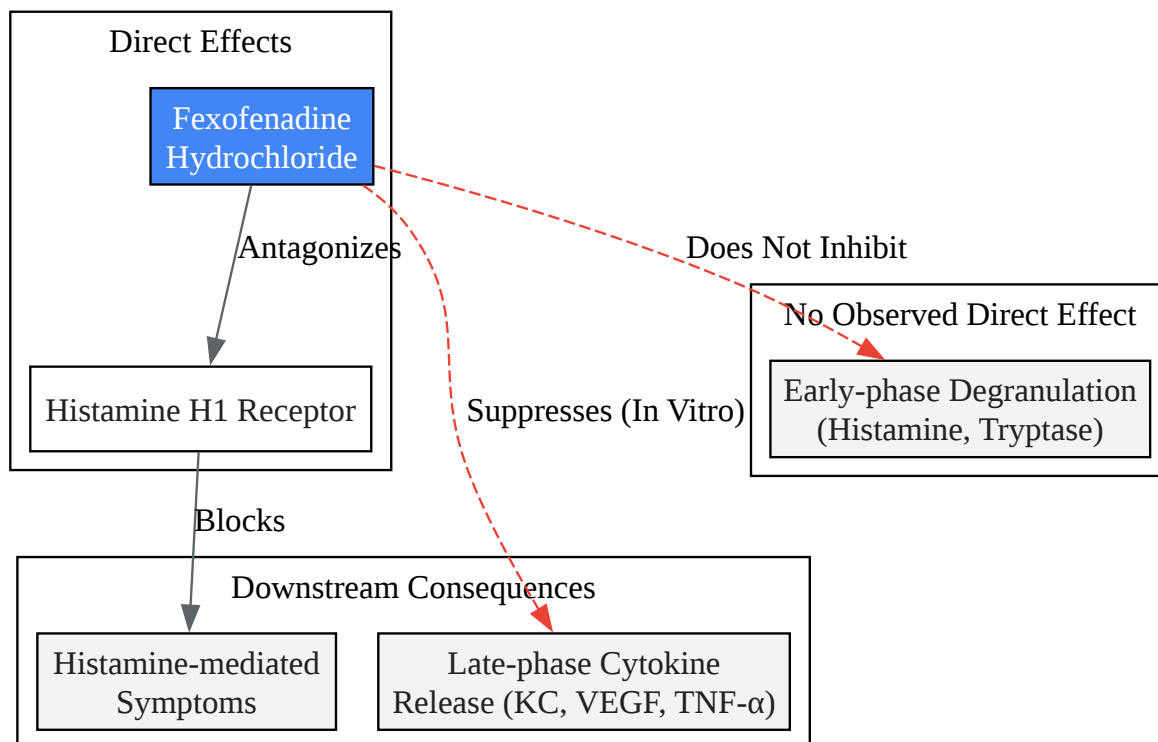 Direct Effects
Fexofenadine
Hydrochloride
Antagonizes
Does Not Inhibit
No Observed Direct Effect
Histamine H1 Receptor
Early-phase Degranulation
(Histamine, Tryptase)
Suppresses (In Vitro)
Blocks
Downstream Consequences
Histamine-mediated
Symptoms
Late-phase Cytokine
Release (KC, VEGF, TNF-α)